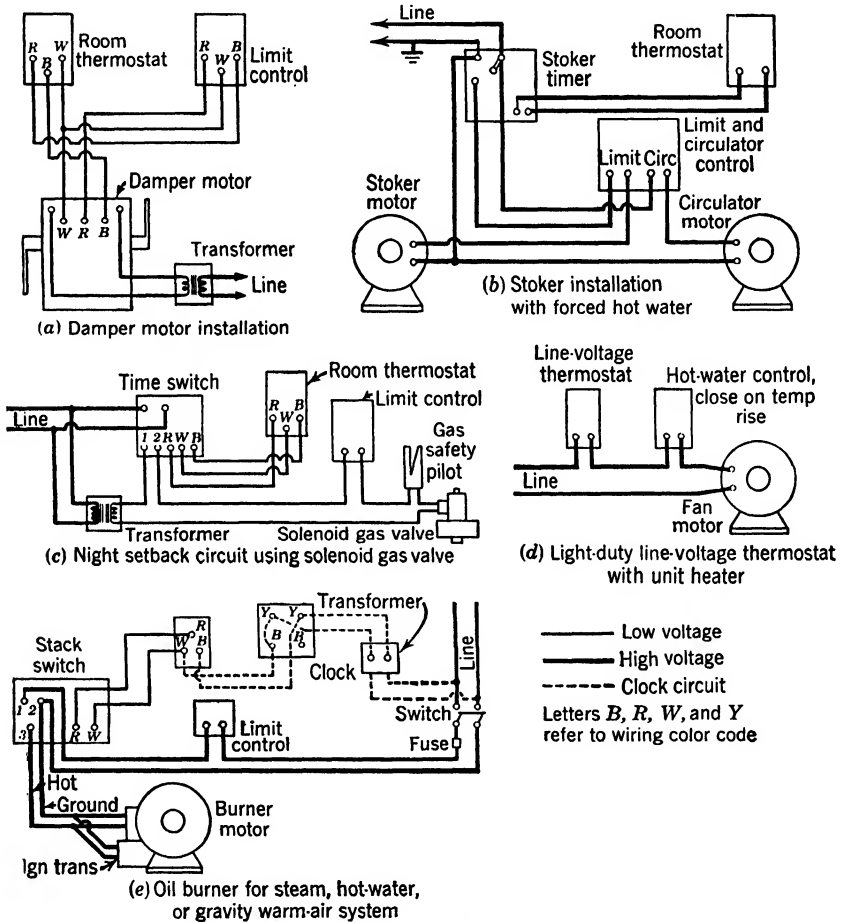 Room
thermostat
R W
B
Limit
control
R B
W
Damper motor
W R B
Transformer
Line
(a) Damper motor installation
Line
Stoker
timer
Room
thermostat
Limit and
circulator
control
Limit Circ
Stoker
motor
Circulator
motor
(b) Stoker installation
with forced hot water
Time switch
Line
1 2 R W B
Room thermostat
R B
W
Limit control
Gas
safety
pilot
Transformer
Solenoid gas valve
(c) Night setback circuit using solenoid gas valve
Line-voltage
thermostat
Hot-water control,
close on temp
rise
Line
Fan
motor
(d) Light-duty line-voltage thermostat
with unit heater
Stack
switch
1 2
3 R W
R
W B
Y Y
B R
Transformer
Clock
Line
Switch
Fuse
Limit
control
Hot
Ground
Burner
motor
Ign trans
(e) Oil burner for steam, hot-water,
or gravity warm-air system
Low voltage
High voltage
Clock circuit
Letters B, R, W, and Y
refer to wiring color code